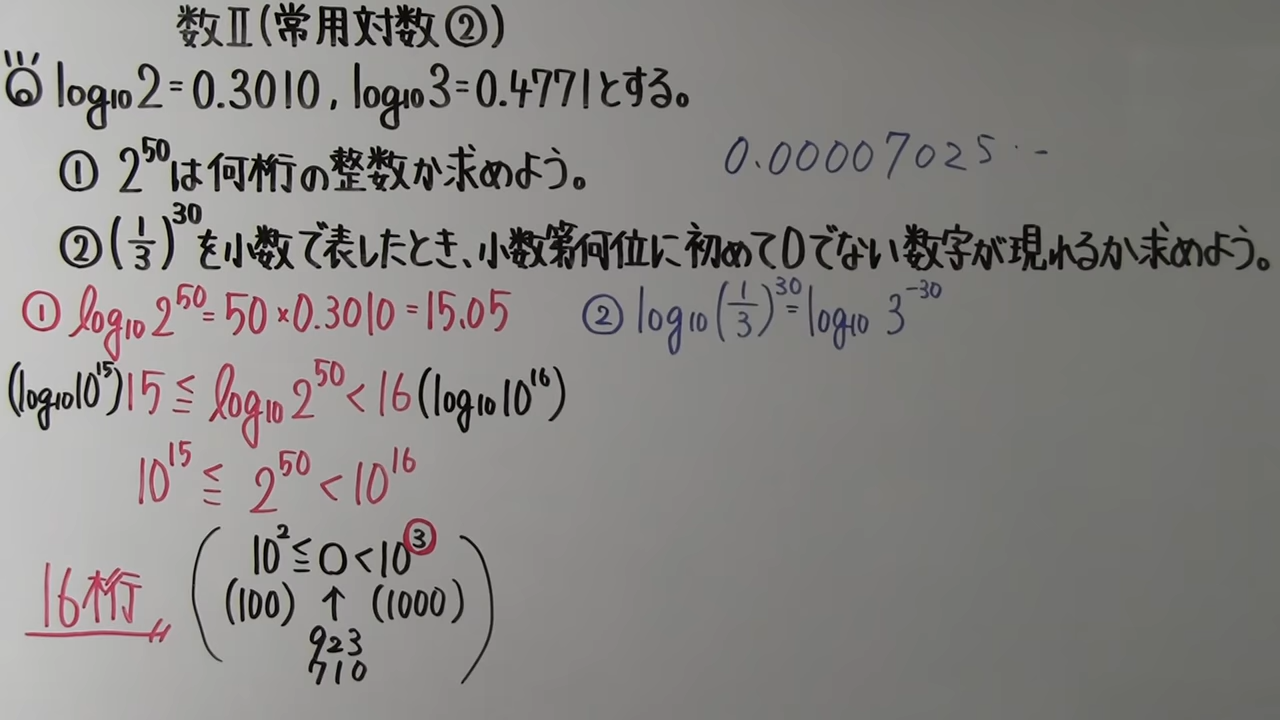 数Ⅱ(常用対数②)
log₁₀2=0.3010, log₁₀3=0.4771とする。
① 2⁵⁰は何桁の整数か求めよう。
0.00007025‥-
②(1/3)³⁰を小数で表したとき、小数第何位に初めて0でない数字が現れるか求めよう。
① log₁₀2⁵⁰=50×0.3010=15.05
② log₁₀(1/3)³⁰=log₁₀ 3⁻³⁰
(log₁₀10¹⁵)15≦log₁₀2⁵⁰<16(log₁₀10¹⁶)
10¹⁵≦2⁵⁰<10¹⁶
10²≦○<10③
16桁
(100) ↑ (1000)
923
710